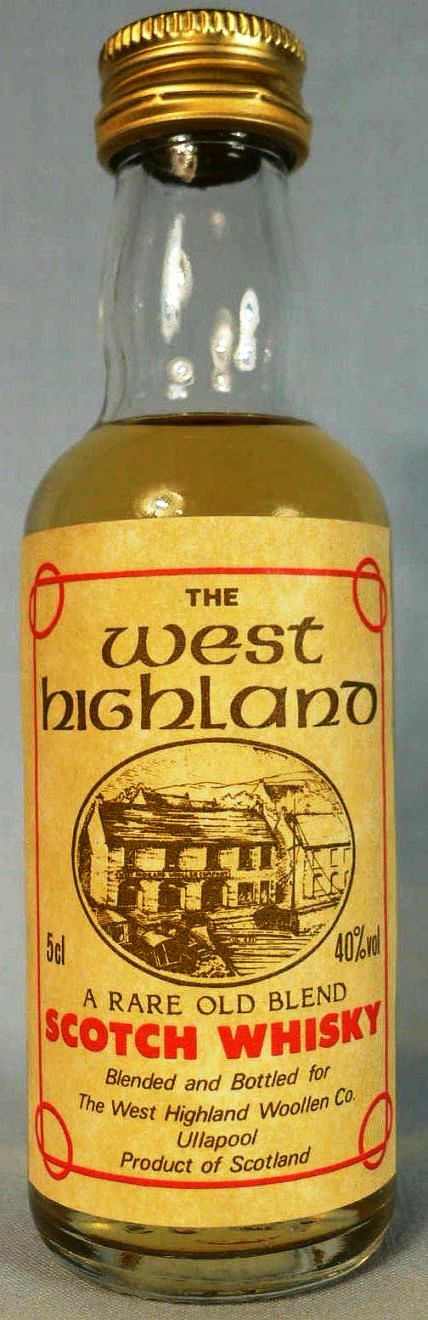 THE
west
highland
5cl
40%vol
A RARE OLD BLEND
SCOTCH WHISKY
Blended and Bottled for
The West Highland Woollen Co.
Ullapool
Product of Scotland